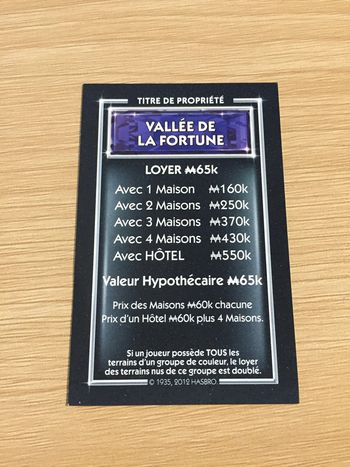 TITRE DE PROPRIÉTÉ
VALLÉE DE
LA FORTUNE
LOYER ₩65k
Avec 1 Maison ₩160k
Avec 2 Maisons ₩250k
Avec 3 Maisons ₩370k
Avec 4 Maisons ₩430k
Avec HÔTEL ₩550k
Valeur Hypothécaire ₩65k
Prix des Maisons ₩60k chacune
Prix d'un Hôtel ₩60k plus 4 Maisons.
Si un joueur possède TOUS les
terrains d'un groupe de couleur, le loyer
des terrains nus de ce groupe est doublé.
© 1935, 2012 HASBRO